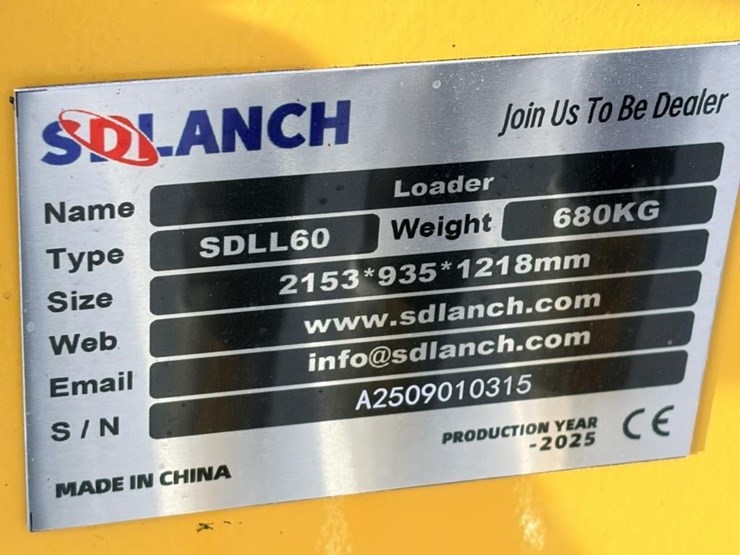 SDLANCH
Join Us To Be Dealer
Name Loader
Type SDLL60 Weight 680KG
Size 2153*935*1218mm
Web www.sdlanch.com
Email info@sdlanch.com
S/N A2509010315
PRODUCTION YEAR
-2025
CE
MADE IN CHINA